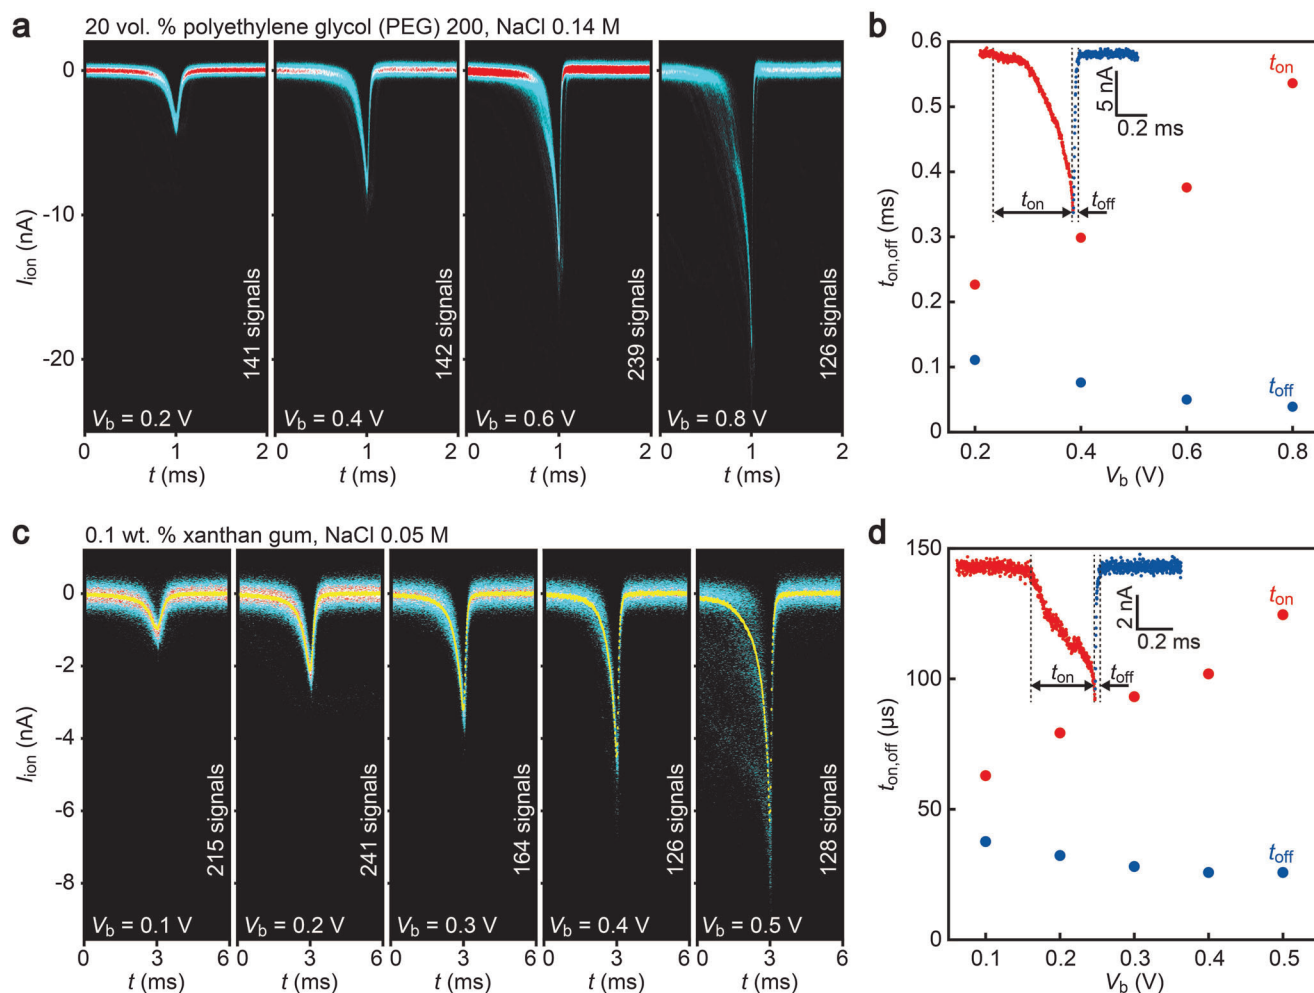 a
20 vol. % polyethylene glycol (PEG) 200, NaCl 0.14 M
I_ion (nA)
0
-10
-20
141 signals
142 signals
239 signals
126 signals
V_b = 0.2 V
V_b = 0.4 V
V_b = 0.6 V
V_b = 0.8 V
0 1 2
0 1 2
0 1 2
0 1 2
t (ms)
t (ms)
t (ms)
t (ms)
b
t_on,off (ms)
0.6
0.5
0.4
0.3
0.2
0.1
0
t_on
5 nA
0.2 ms
t_on
t_off
t_off
0.2 0.4 0.6 0.8
V_b (V)
c
0.1 wt. % xanthan gum, NaCl 0.05 M
I_ion (nA)
0
-2
-4
-6
-8
215 signals
241 signals
164 signals
126 signals
128 signals
V_b = 0.1 V
V_b = 0.2 V
V_b = 0.3 V
V_b = 0.4 V
V_b = 0.5 V
0 3 6
0 3 6
0 3 6
0 3 6
0 3 6
t (ms)
t (ms)
t (ms)
t (ms)
t (ms)
d
t_on,off (µs)
150
100
50
0
t_on
2 nA
0.2 ms
t_on
t_off
t_off
0.1 0.2 0.3 0.4 0.5
V_b (V)